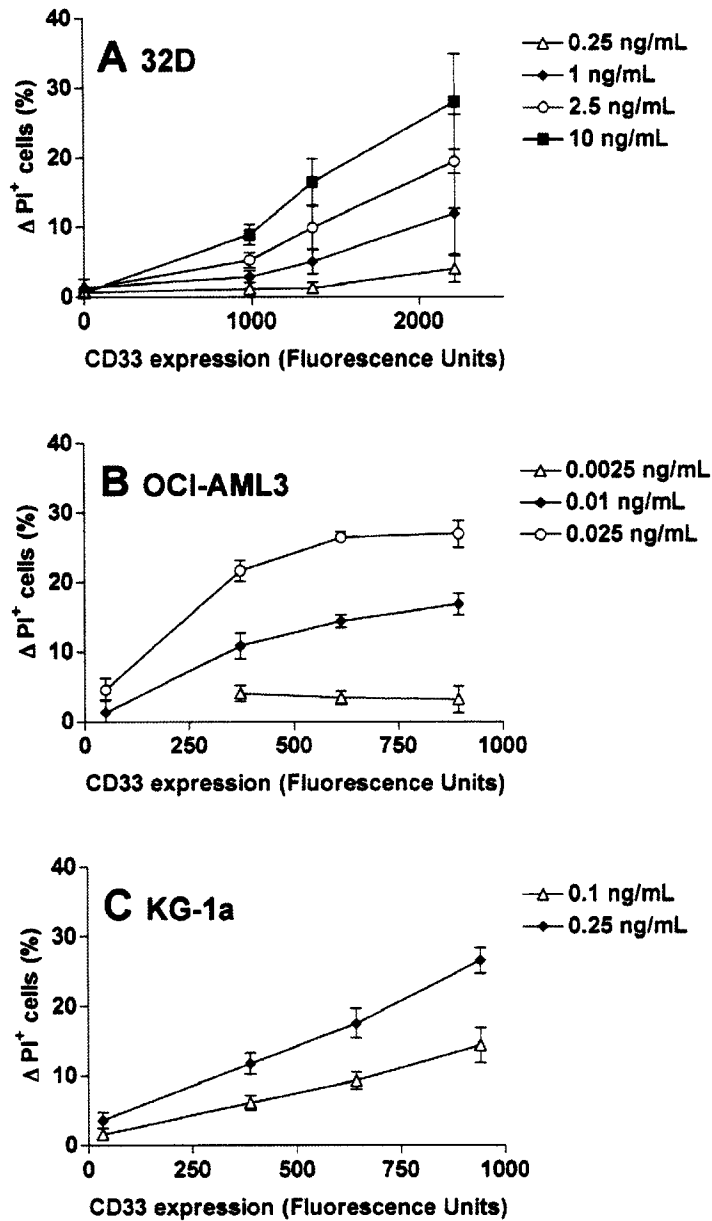 A 32D
0.25 ng/mL
1 ng/mL
2.5 ng/mL
10 ng/mL
Δ PI⁺ cells (%)
40
30
20
10
0
0 1000 2000
CD33 expression (Fluorescence Units)
B OCI-AML3
0.0025 ng/mL
0.01 ng/mL
0.025 ng/mL
Δ PI⁺ cells (%)
40
30
20
10
0
0 250 500 750 1000
CD33 expression (Fluorescence Units)
C KG-1a
0.1 ng/mL
0.25 ng/mL
Δ PI⁺ cells (%)
40
30
20
10
0
0 250 500 750 1000
CD33 expression (Fluorescence Units)